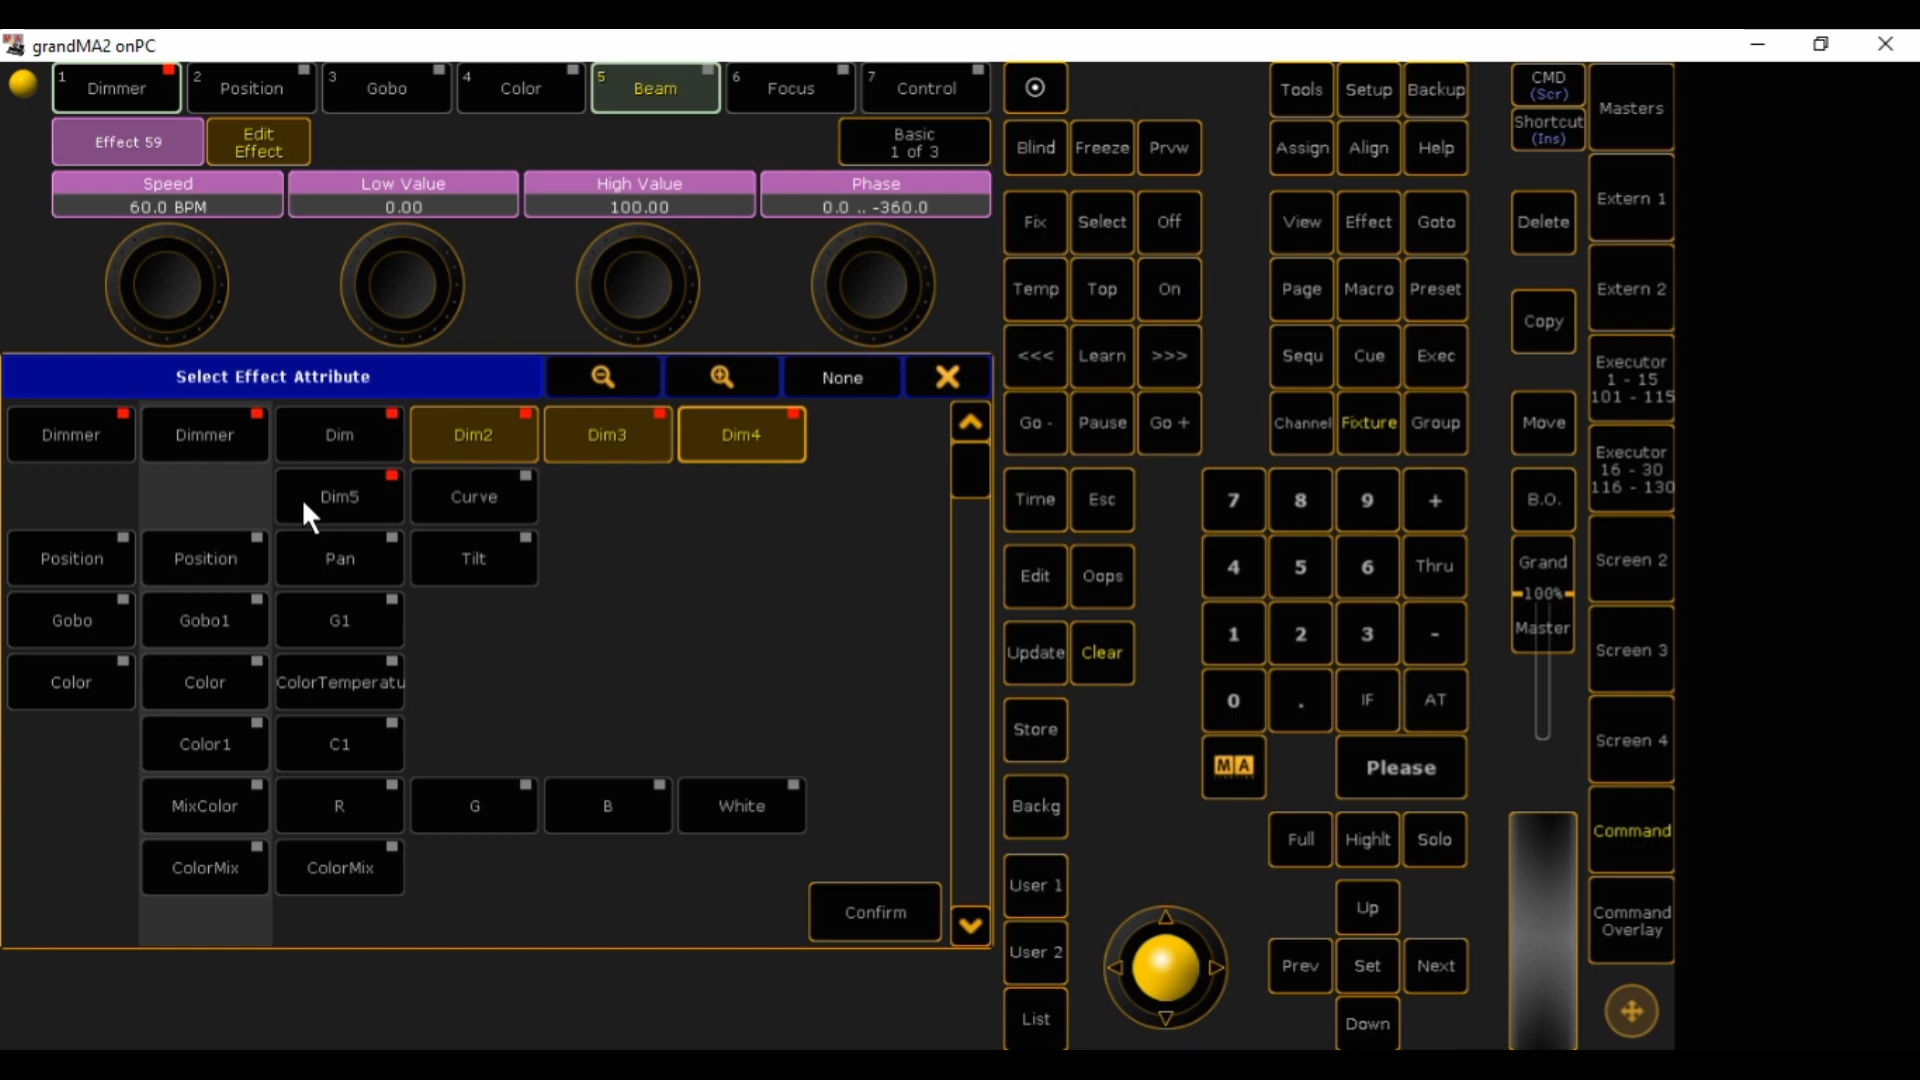 grandMA2 onPC
1 Dimmer
2 Position
3 Gobo
4 Color
5 Beam
6 Focus
7 Control
Effect 59
Edit
Effect
Basic
1 of 3
Speed
60.0 BPM
Low Value
0.00
High Value
100.00
Phase
0.0 .. -360.0
Select Effect Attribute
None
Dimmer Dimmer Dim Dim2 Dim3 Dim4
Dim5 Curve
Position Position Pan Tilt
Gobo Gobo1 G1
Color Color ColorTemperatu
Color1 C1
MixColor R G B White
ColorMix ColorMix
Confirm
Blind Freeze Prvw
Fix Select Off
Temp Top On
<<< Learn >>>
Go - Pause Go +
Time Esc
Edit Oops
Update Clear
Store
Backg
User 1
User 2
List
Tools Setup Backup
Assign Align Help
View Effect Goto
Page Macro Preset
Sequ Cue Exec
Channel Fixture Group
7 8 9 +
4 5 6 Thru
1 2 3 -
0 . IF AT
MA Please
Full Highlt Solo
Up
Prev Set Next
Down
CMD
(Scr)
Shortcut
(Ins)
Delete
Copy
Move
B.O.
Grand
100%
Master
Masters
Extern 1
Extern 2
Executor
1 - 15
101 - 115
Executor
16 - 30
116 - 130
Screen 2
Screen 3
Screen 4
Command
Command
Overlay